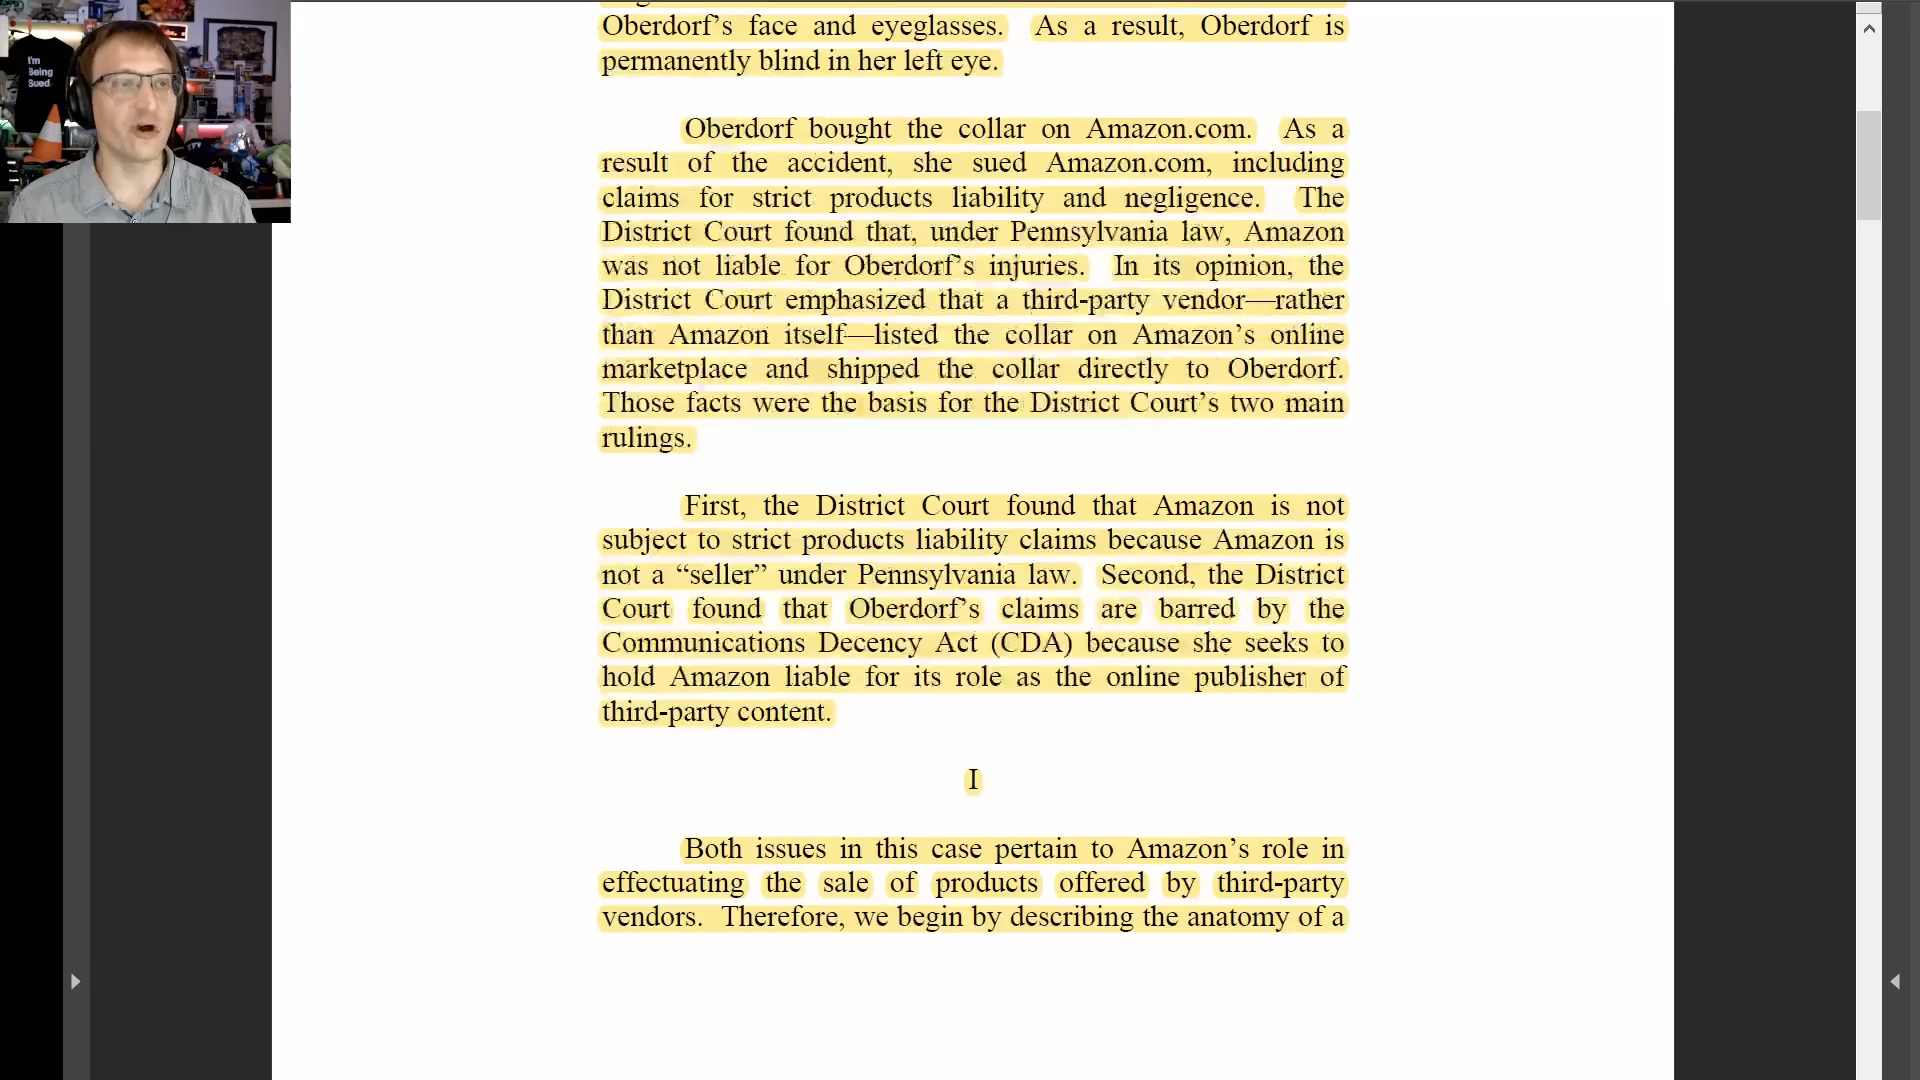 I'm
Being
Sued.
Oberdorf’s face and eyeglasses. As a result, Oberdorf is
permanently blind in her left eye.
Oberdorf bought the collar on Amazon.com. As a
result of the accident, she sued Amazon.com, including
claims for strict products liability and negligence. The
District Court found that, under Pennsylvania law, Amazon
was not liable for Oberdorf’s injuries. In its opinion, the
District Court emphasized that a third-party vendor—rather
than Amazon itself—listed the collar on Amazon’s online
marketplace and shipped the collar directly to Oberdorf.
Those facts were the basis for the District Court’s two main
rulings.
First, the District Court found that Amazon is not
subject to strict products liability claims because Amazon is
not a “seller” under Pennsylvania law. Second, the District
Court found that Oberdorf’s claims are barred by the
Communications Decency Act (CDA) because she seeks to
hold Amazon liable for its role as the online publisher of
third-party content.
I
Both issues in this case pertain to Amazon’s role in
effectuating the sale of products offered by third-party
vendors. Therefore, we begin by describing the anatomy of a